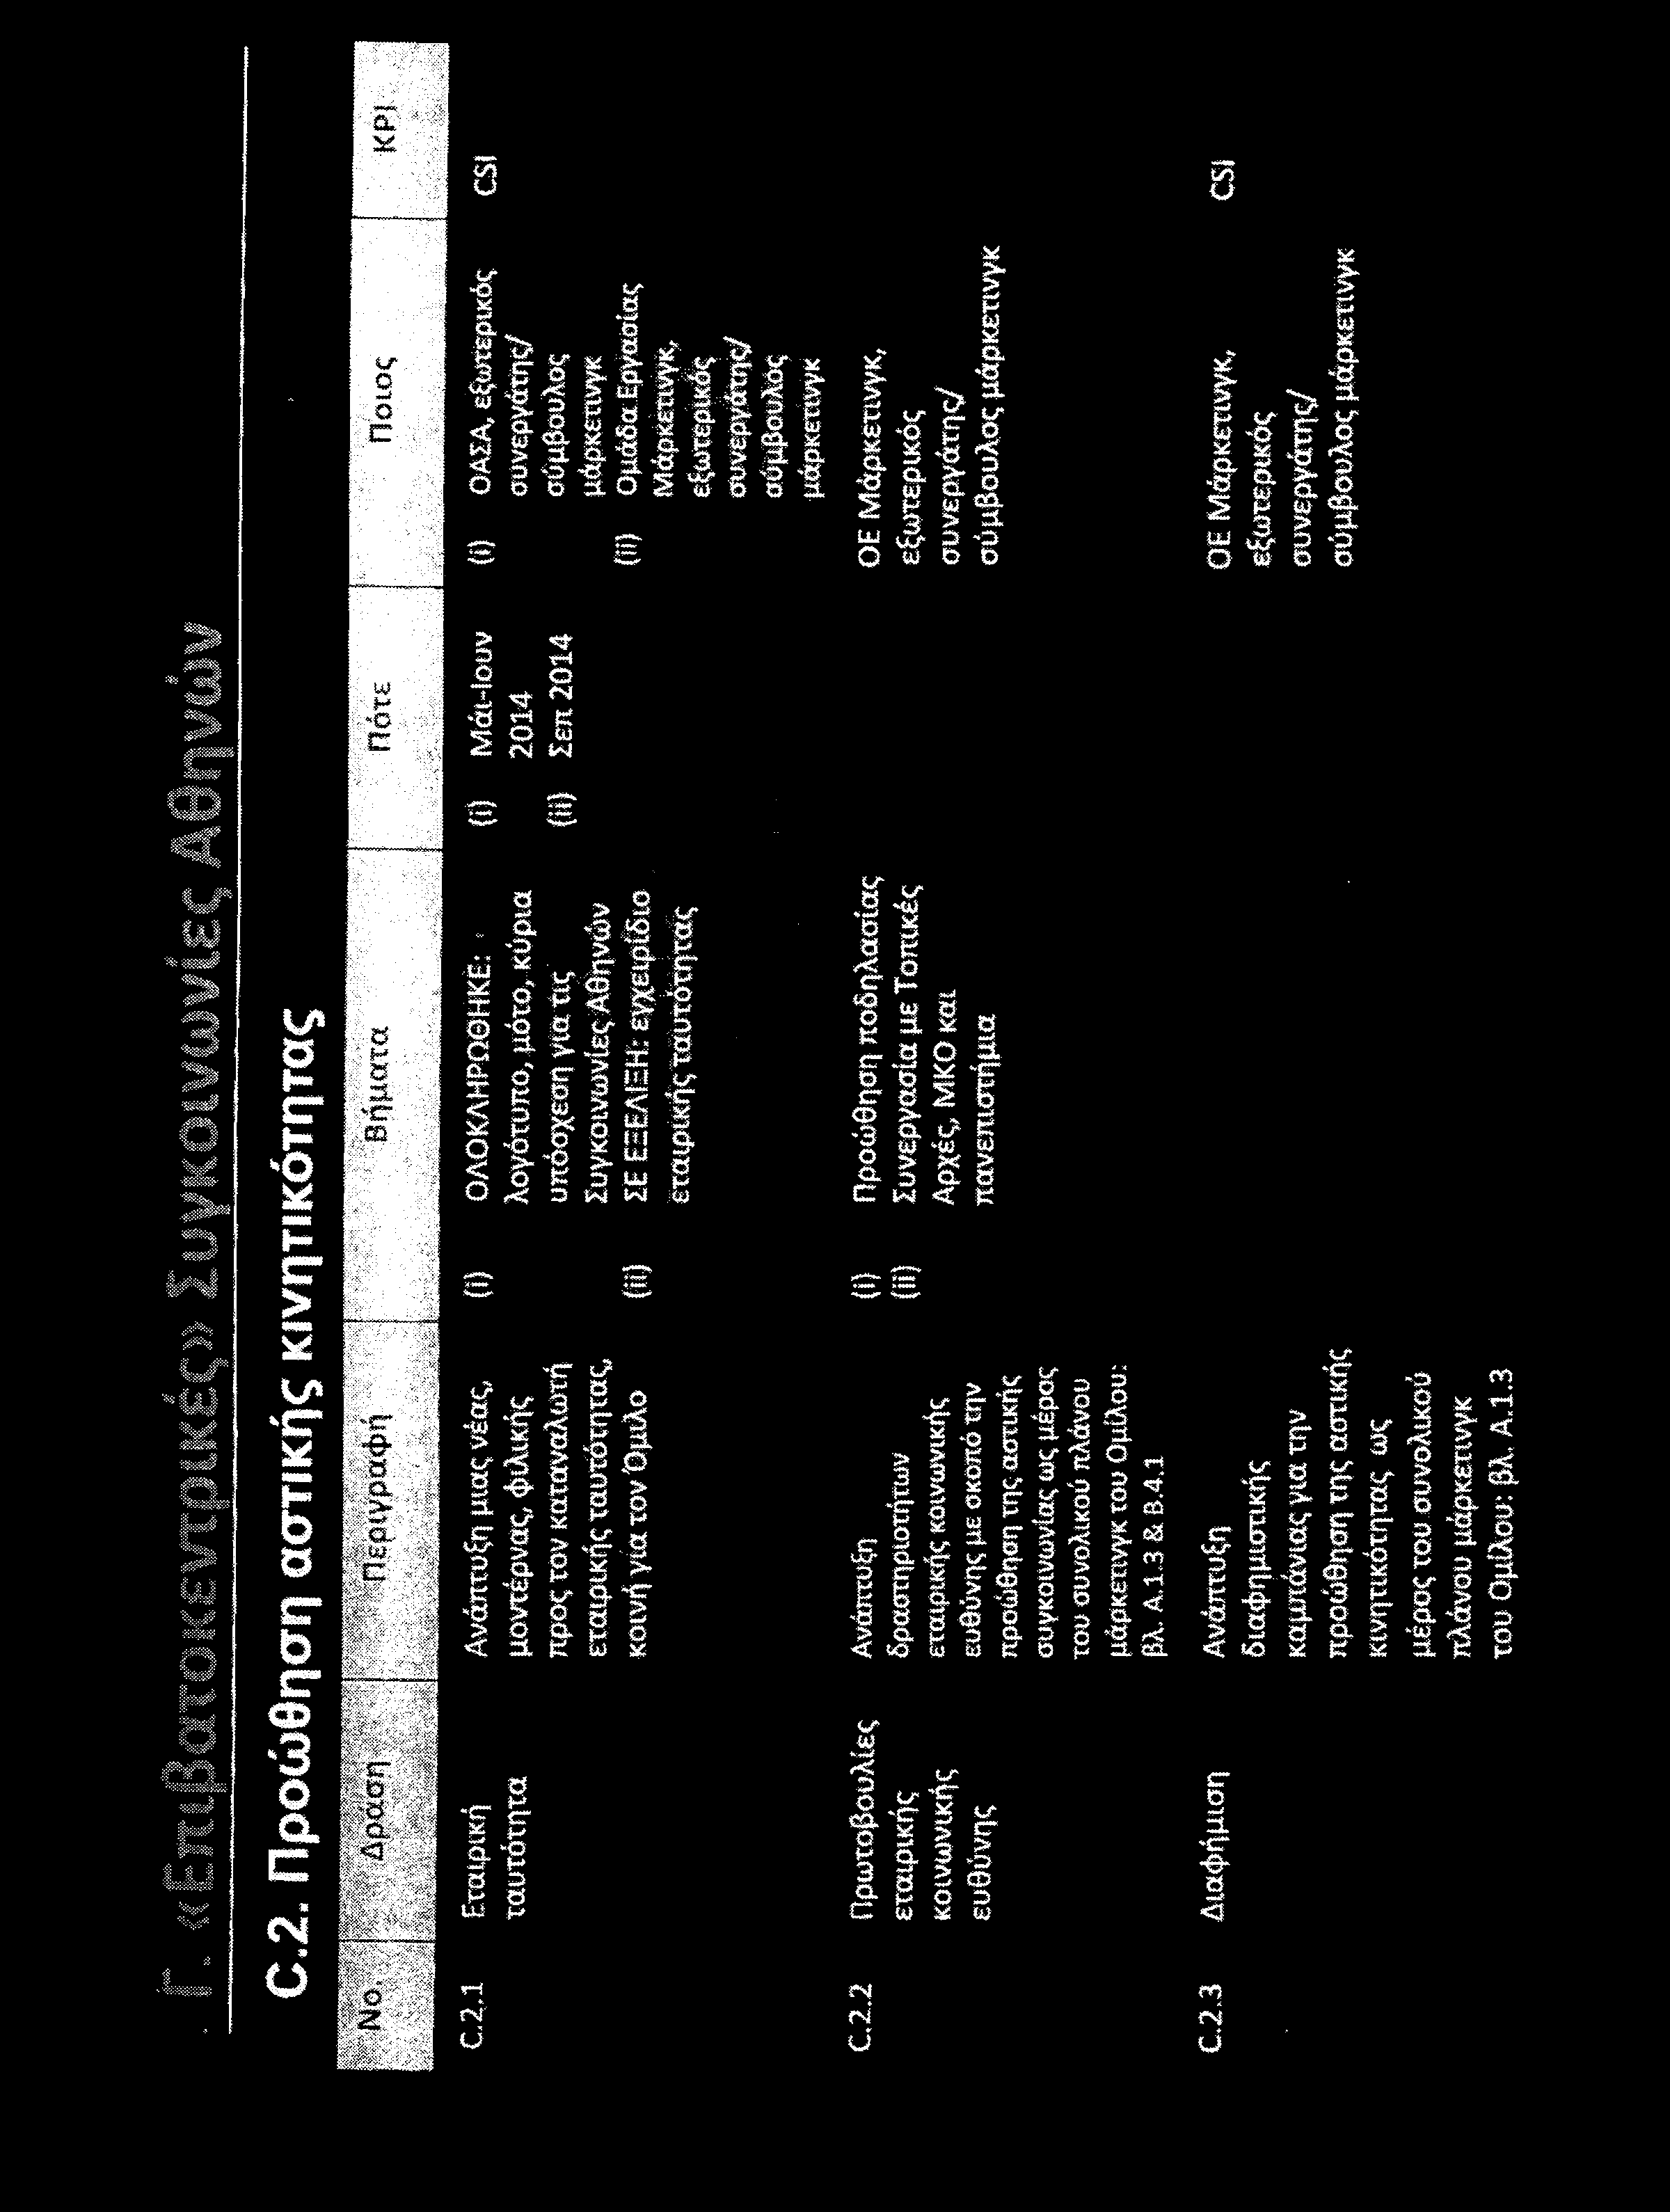 Γ. «Επιβατοκεντρικές» Συγκοινωνίες Αθηνών
C.2. Προώθηση αστικής κινητικότητας
No. Δράση Περιγραφή Βήματα Πότε Ποιος KPI
C.2.1
Εταιρική
ταυτότητα
Ανάπτυξη μιας νέας,
μοντέρνας, φιλικής
προς τον καταναλωτή
εταιρικής ταυτότητας,
κοινή για τον Όμιλο
(i) ΟΛΟΚΛΗΡΩΘΗΚΕ:
λογότυπο, μότο, κύρια
υπόσχεση για τις
Συγκοινωνίες Αθηνών
(ii) ΣΕ ΕΞΕΛΙΞΗ: εγχειρίδιο
εταιρικής ταυτότητας
(i) Μάι-Ιουν
2014
(ii) Σεπ 2014
(i) ΟΑΣΑ, εξωτερικός
συνεργάτης/
σύμβουλος
μάρκετινγκ
(ii) Ομάδα Εργασίας
Μάρκετινγκ,
εξωτερικός
συνεργάτης/
σύμβουλος
μάρκετινγκ
CSI
C.2.2
Πρωτοβουλίες
εταιρικής
κοινωνικής
ευθύνης
Ανάπτυξη
δραστηριοτήτων
εταιρικής κοινωνικής
ευθύνης με σκοπό την
προώθηση της αστικής
συγκοινωνίας ως μέρος
του συνολικού πλάνου
μάρκετινγκ του Ομίλου:
βλ. Α.1.3 & Β.4.1
(i) Προώθηση ποδηλασίας
(ii) Συνεργασία με Τοπικές
Αρχές, ΜΚΟ και
πανεπιστήμια
ΟΕ Μάρκετινγκ,
εξωτερικός
συνεργάτης/
σύμβουλος μάρκετινγκ
C.2.3
Διαφήμιση
Ανάπτυξη
διαφημιστικής
καμπάνιας για την
προώθηση της αστικής
κινητικότητας ως
μέρος του συνολικού
πλάνου μάρκετινγκ
του Ομίλου: βλ. Α.1.3
ΟΕ Μάρκετινγκ,
εξωτερικός
συνεργάτης/
σύμβουλος μάρκετινγκ
CSI